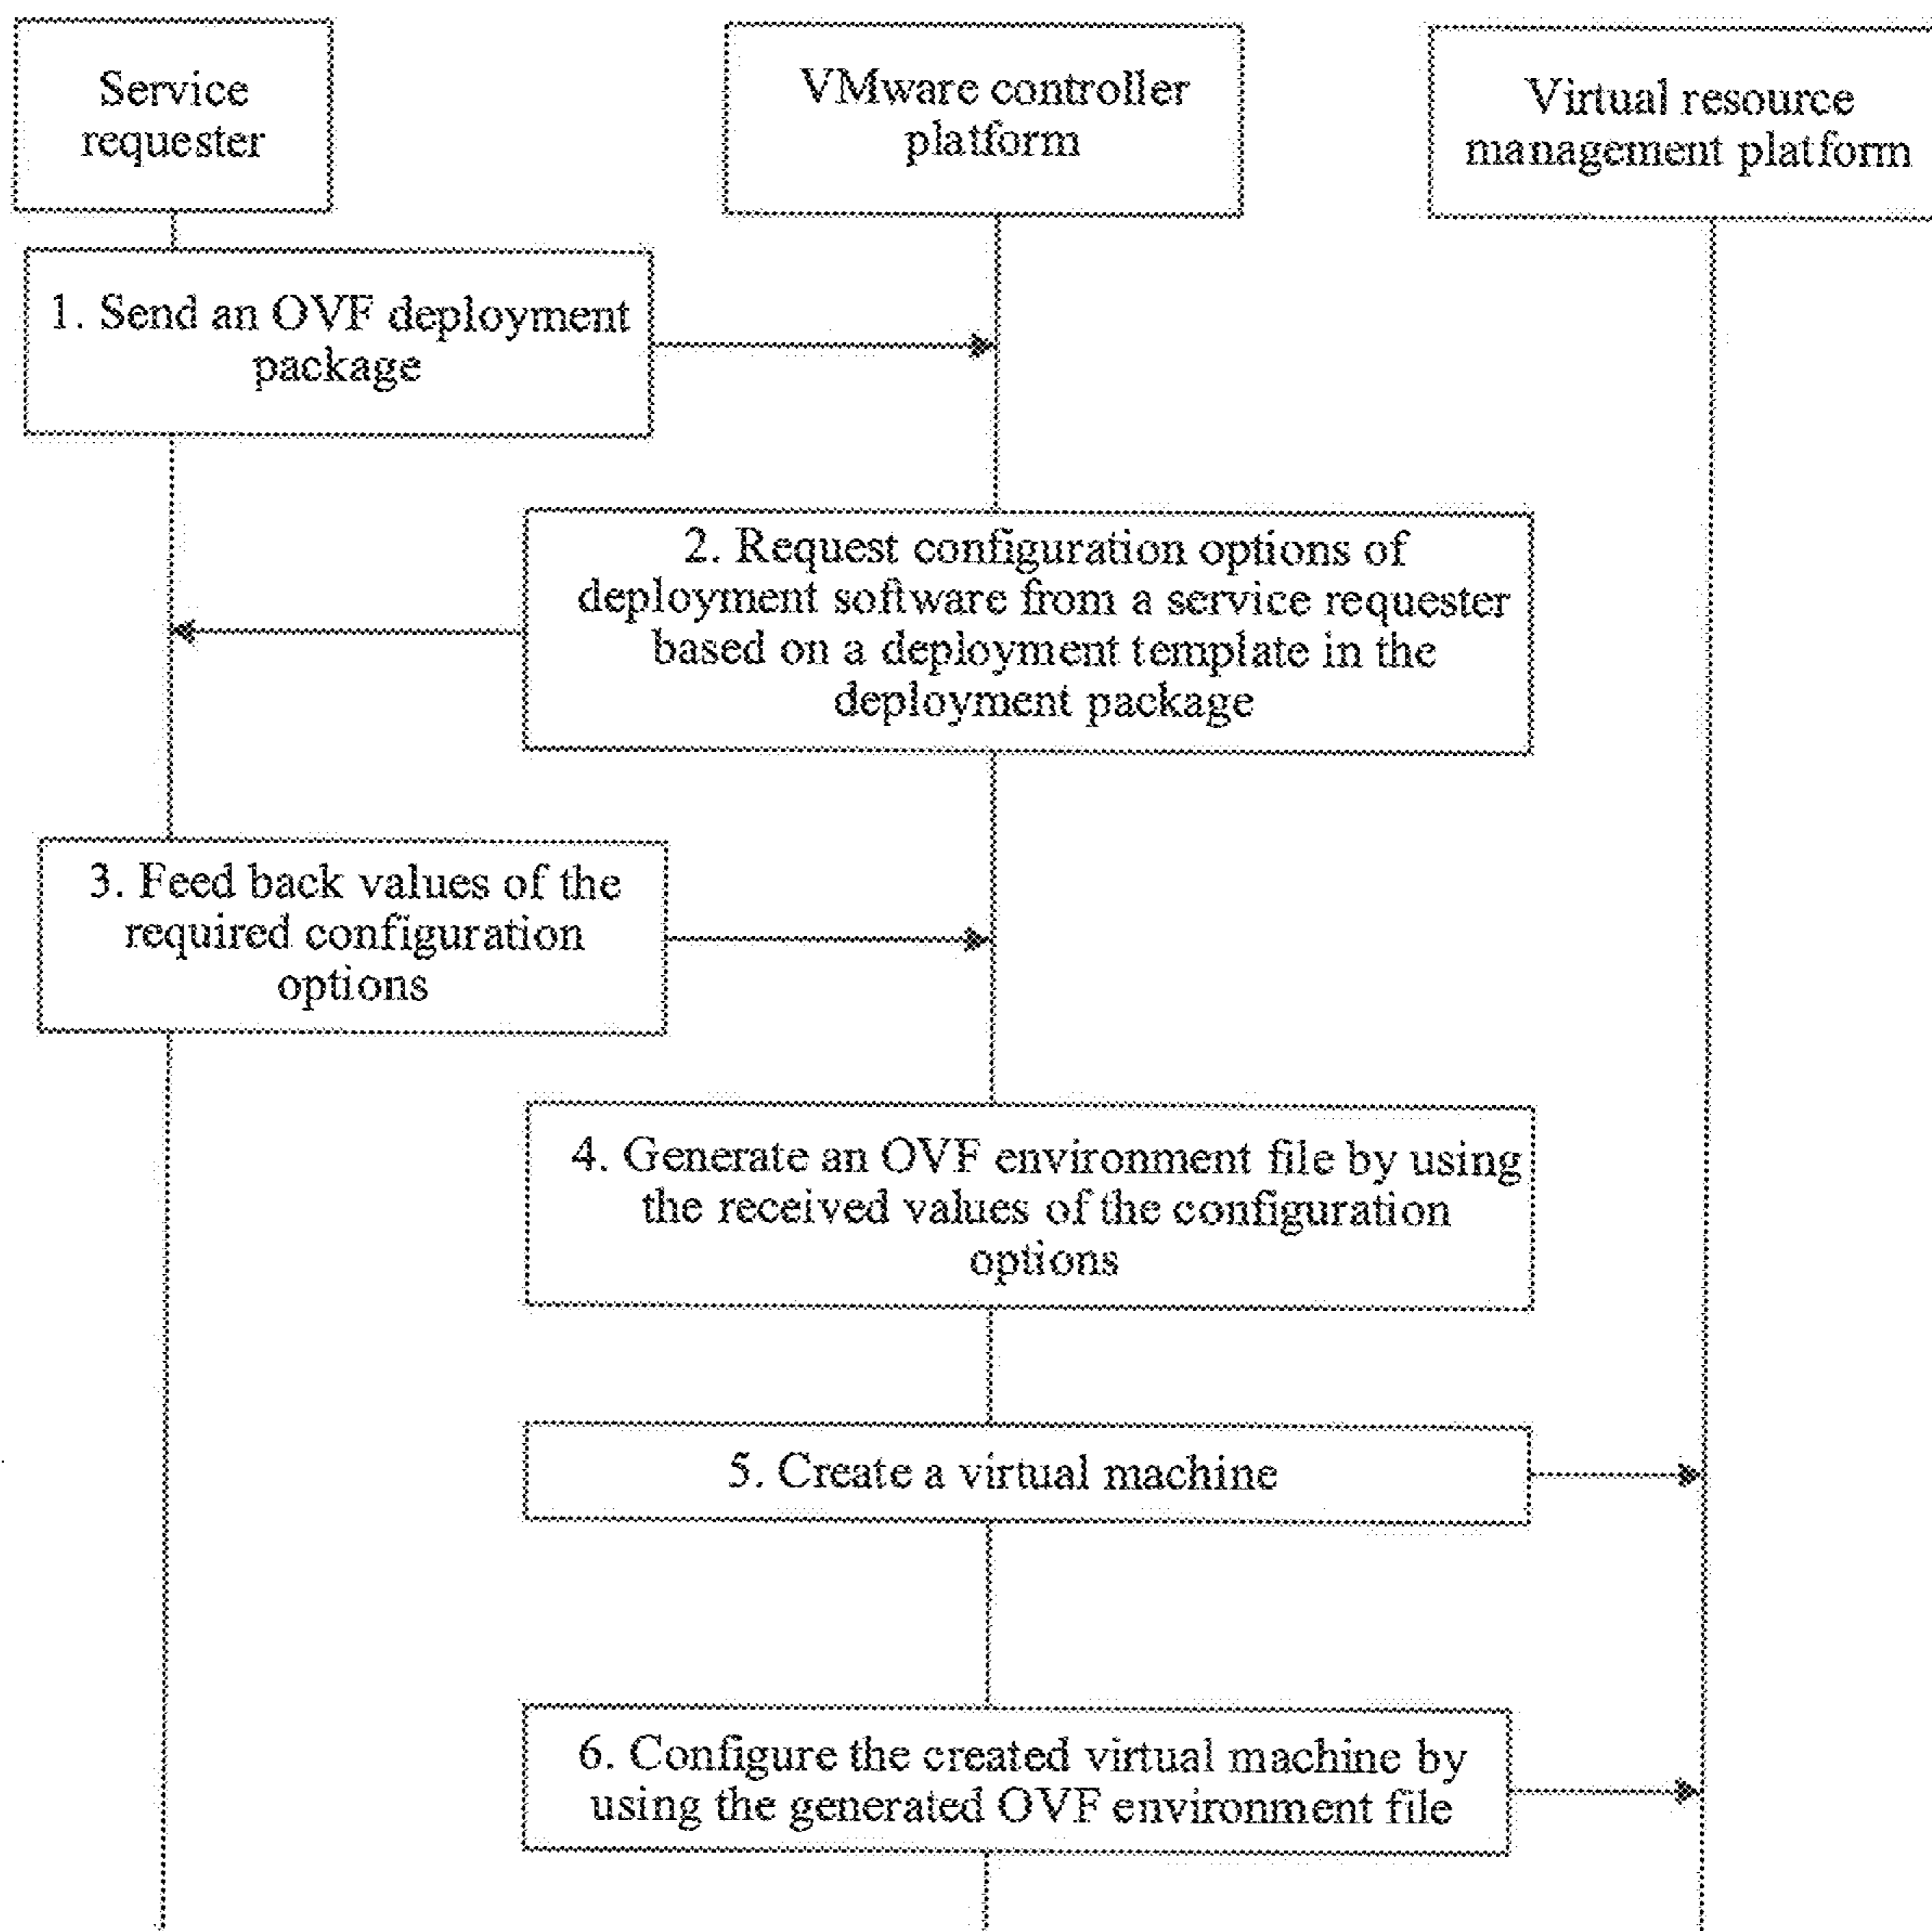 Service
requester
VMware controller
platform
Virtual resource
management platform
1. Send an OVF deployment
package
2. Request configuration options of
deployment software from a service requester
based on a deployment template in the
deployment package
3. Feed back values of the
required configuration
options
4. Generate an OVF environment file by using
the received values of the configuration
options
5. Create a virtual machine
6. Configure the created virtual machine by
using the generated OVF environment file